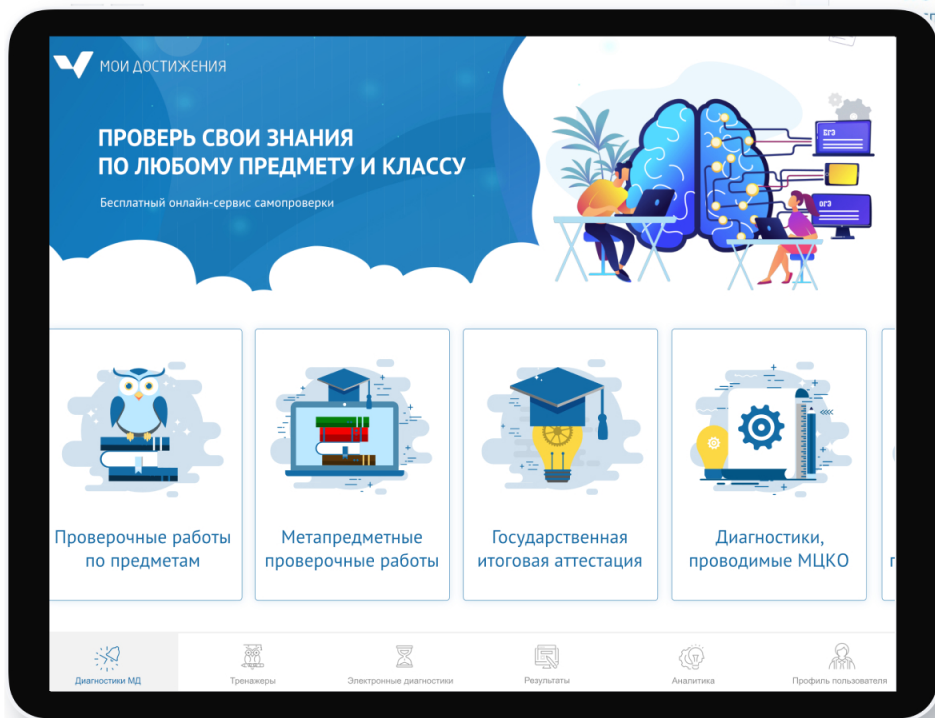 МОИ ДОСТИЖЕНИЯ
ПРОВЕРЬ СВОИ ЗНАНИЯ
ПО ЛЮБОМУ ПРЕДМЕТУ И КЛАССУ
Бесплатный онлайн-сервис самопроверки
ЕГЭ
ОГЭ
Проверочные работы
по предметам
Метапредметные
проверочные работы
Государственная
итоговая аттестация
Диагностики,
проводимые МЦКО
Диагностики МД
Тренажеры
Электронные диагностики
Результаты
Аналитика
Профиль пользователя